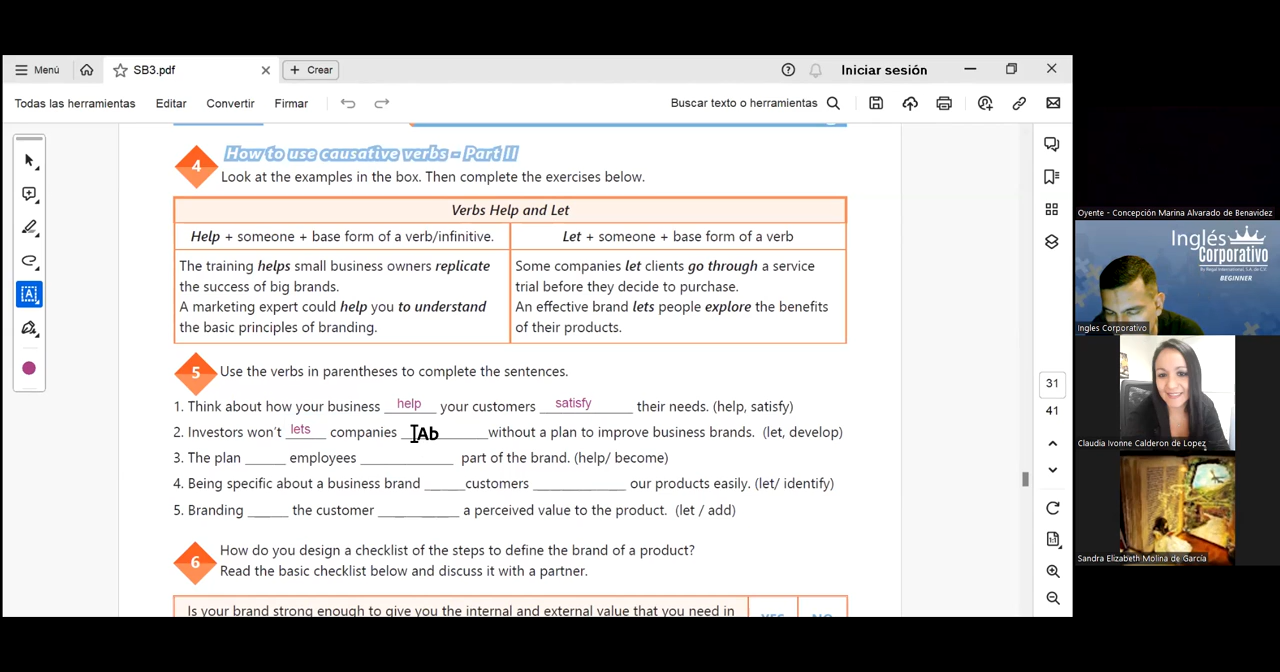 Menú
SB3.pdf
Crear
Iniciar sesión
Todas las herramientas
Editar
Convertir
Firmar
Buscar texto o herramientas
4
How to use causative verbs - Part II
Look at the examples in the box. Then complete the exercises below.
Verbs Help and Let
Help + someone + base form of a verb/infinitive.
Let + someone + base form of a verb
The training helps small business owners replicate
the success of big brands.
A marketing expert could help you to understand
the basic principles of branding.
Some companies let clients go through a service
trial before they decide to purchase.
An effective brand lets people explore the benefits
of their products.
5
Use the verbs in parentheses to complete the sentences.
1. Think about how your business help your customers satisfy their needs. (help, satisfy)
2. Investors won't lets companies ________ without a plan to improve business brands. (let, develop)
Ab
3. The plan _____ employees ____________ part of the brand. (help/ become)
4. Being specific about a business brand _____customers ____________ our products easily. (let/ identify)
5. Branding _____ the customer __________ a perceived value to the product. (let / add)
6
How do you design a checklist of the steps to define the brand of a product?
Read the basic checklist below and discuss it with a partner.
Is your brand strong enough to give you the internal and external value that you need in
YES
NO
31
41
Oyente - Concepción Marina Alvarado de Benavidez
Inglés
Corporativo
BEGINNER
Ingles Corporativo
Claudia Ivonne Calderon de Lopez
Sandra Elizabeth Molina de García